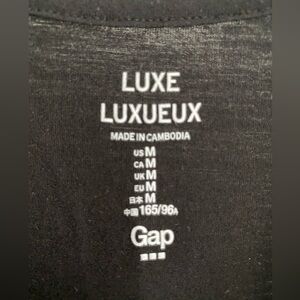 LUXE
LUXUEUX
MADE IN CAMBODIA
US M
CA M
UK M
EU M
日本 M
中国 165/96A
Gap